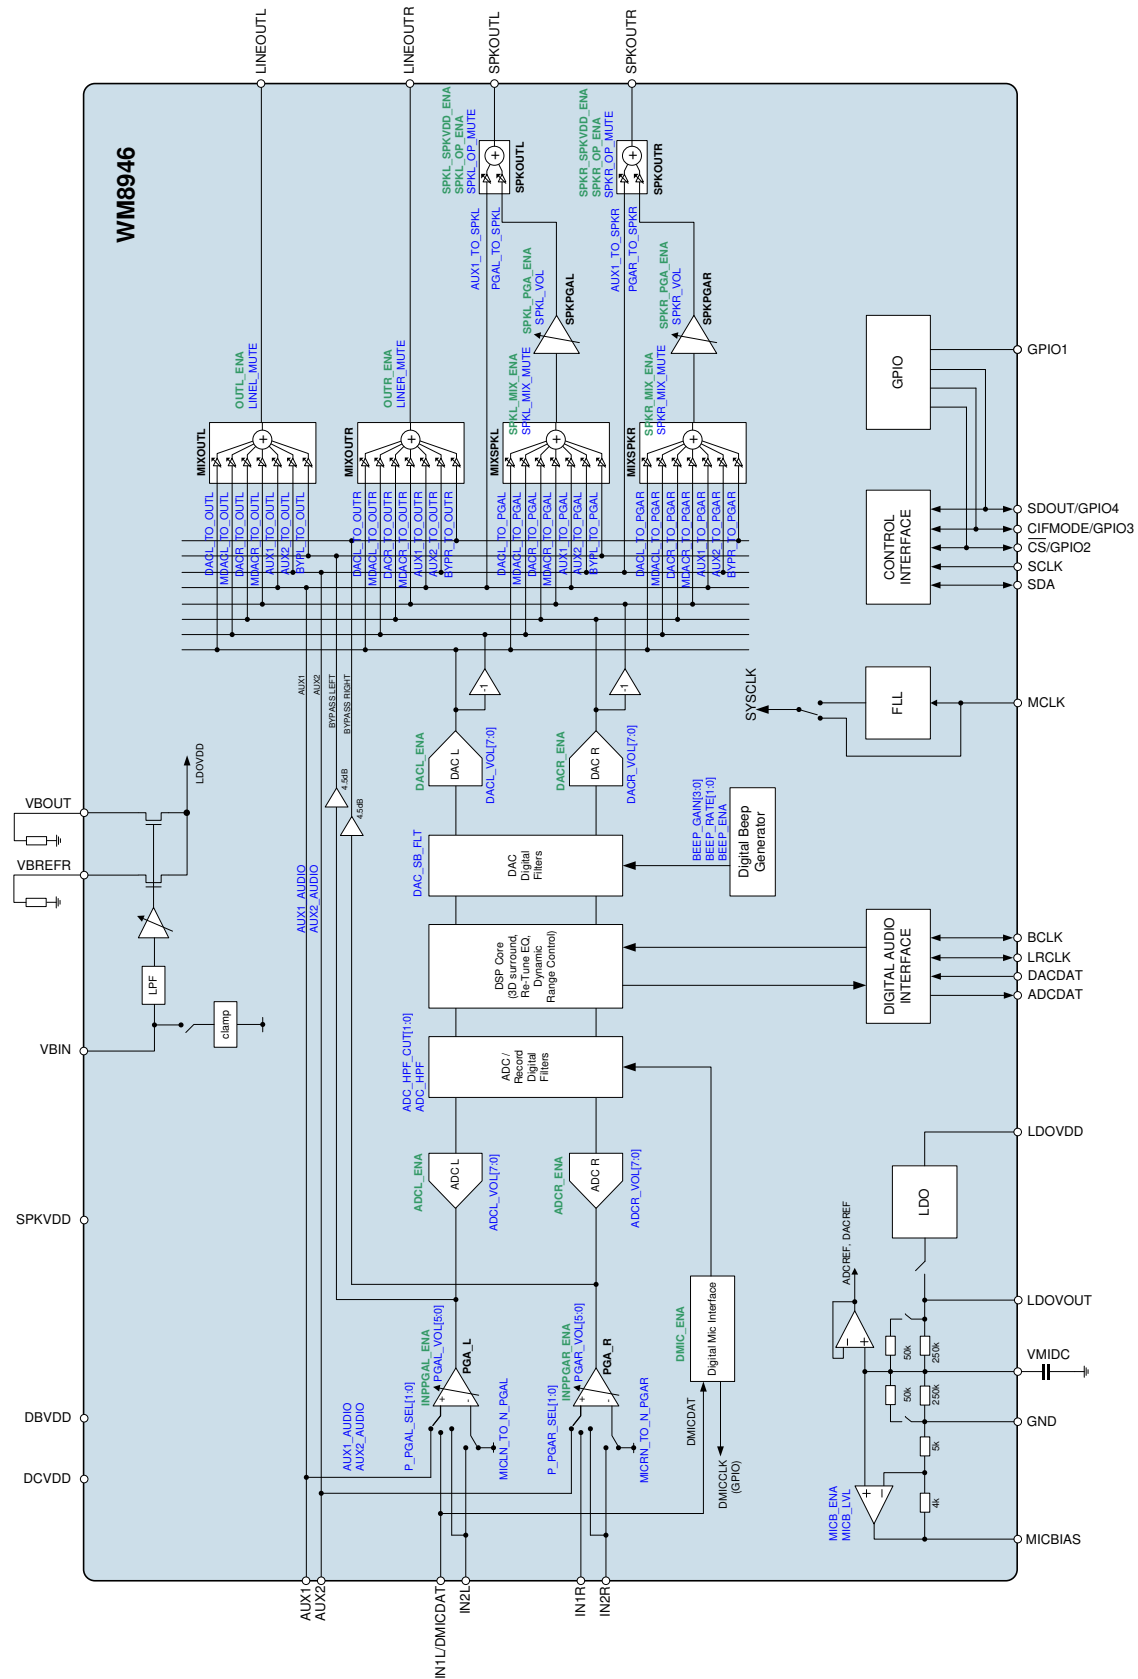 WM8946
LINEOUTL
LINEOUTR
SPKOUTL
SPKOUTR
SPKL_SPKVDD_ENA
SPKL_OP_ENA
SPKL_OP_MUTE
SPKOUTL
SPKR_SPKVDD_ENA
SPKR_OP_ENA
SPKR_OP_MUTE
SPKOUTR
AUX1_TO_SPKL
PGAL_TO_SPKL
AUX1_TO_SPKR
PGAR_TO_SPKR
SPKL_PGA_ENA
SPKL_VOL
SPKPGAL
SPKR_PGA_ENA
SPKR_VOL
SPKPGAR
OUTL_ENA
LINEL_MUTE
OUTR_ENA
LINER_MUTE
SPKL_MIX_ENA
SPKL_MIX_MUTE
SPKR_MIX_ENA
SPKR_MIX_MUTE
MIXOUTL
MIXOUTR
MIXSPKL
MIXSPKR
DACL_TO_OUTL
MDACL_TO_OUTL
DACR_TO_OUTL
MDACR_TO_OUTL
AUX1_TO_OUTL
AUX2_TO_OUTL
BYPL_TO_OUTL
DACL_TO_OUTR
MDACL_TO_OUTR
DACR_TO_OUTR
MDACR_TO_OUTR
AUX1_TO_OUTR
AUX2_TO_OUTR
BYPR_TO_OUTR
DACL_TO_PGAL
MDACL_TO_PGAL
DACR_TO_PGAL
MDACR_TO_PGAL
AUX1_TO_PGAL
AUX2_TO_PGAL
BYPL_TO_PGAL
DACL_TO_PGAR
MDACL_TO_PGAR
DACR_TO_PGAR
MDACR_TO_PGAR
AUX1_TO_PGAR
AUX2_TO_PGAR
BYPR_TO_PGAR
GPIO
GPIO1
CONTROL
INTERFACE
SDOUT/GPIO4
CIFMODE/GPIO3
CS/GPIO2
SCLK
SDA
AUX1
AUX2
BYPASS LEFT
BYPASS RIGHT
-1
-1
SYSCLK
FLL
MCLK
DACL_ENA
DAC L
DACL_VOL[7:0]
DACR_ENA
DAC R
DACR_VOL[7:0]
4.5dB
4.5dB
LDOVDD
VBOUT
VBREFR
LPF
clamp
VBIN
DAC_SB_FLT
DAC
Digital
Filters
BEEP_GAIN[3:0]
BEEP_RATE[1:0]
BEEP_ENA
Digital Beep
Generator
AUX1_AUDIO
AUX2_AUDIO
DSP Core
(3D surround,
Re-Tune EQ,
Dynamic
Range Control)
DIGITAL AUDIO
INTERFACE
BCLK
LRCLK
DACDAT
ADCDAT
ADC_HPF_CUT[1:0]
ADC_HPF
ADC /
Record
Digital
Filters
ADCL_ENA
ADC L
ADCL_VOL[7:0]
ADCR_ENA
ADC R
ADCR_VOL[7:0]
LDOVDD
LDO
SPKVDD
DBVDD
DCVDD
ADCREF, DACREF
LDOVOUT
50k
250k
VMIDC
50k
250k
GND
5k
4k
MICB_ENA
MICB_LVL
MICBIAS
DMIC_ENA
Digital Mic Interface
DMICDAT
DMICCLK
(GPIO)
INPPGAL_ENA
PGAL_VOL[5:0]
PGA_L
INPPGAR_ENA
PGAR_VOL[5:0]
PGA_R
AUX1_AUDIO
AUX2_AUDIO
P_PGAL_SEL[1:0]
MICLN_TO_N_PGAL
P_PGAR_SEL[1:0]
MICRN_TO_N_PGAR
AUX1
AUX2
IN1L/DMICDAT
IN2L
IN1R
IN2R